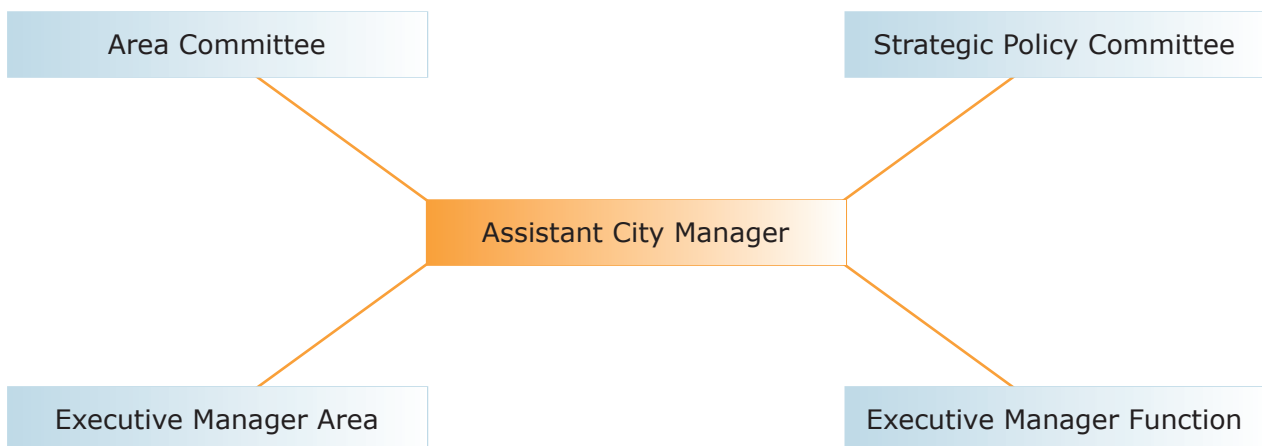 Area Committee
Strategic Policy Committee
Assistant City Manager
Executive Manager Area
Executive Manager Function